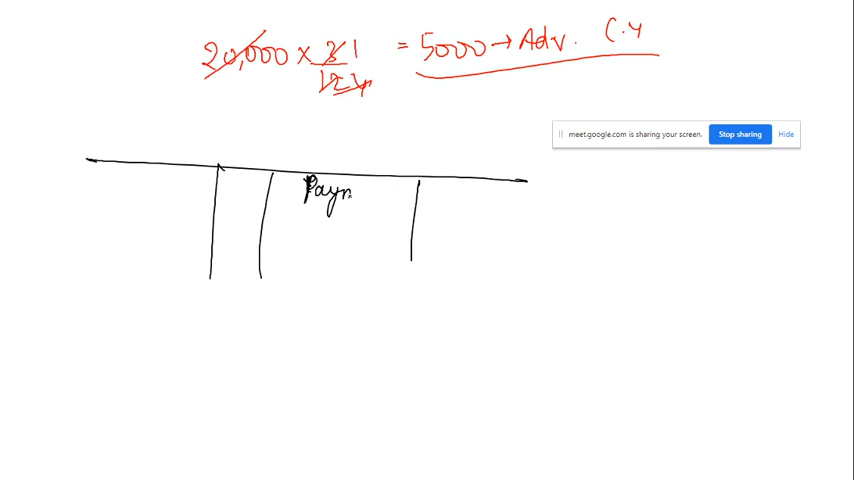 20,000 × 3 1 = 5000 → Adv. C.Y
12 4
meet.google.com is sharing your screen. Stop sharing Hide
Paym